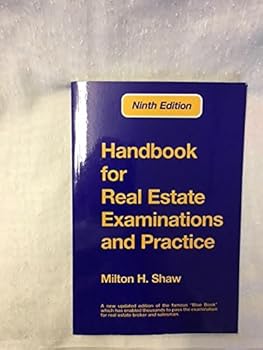 Ninth Edition
Handbook
for
Real Estate
Examinations
and Practice
Milton H. Shaw
A new updated edition of the famous "Blue Book"
which has enabled thousands to pass the examination
for real estate broker and salesman.